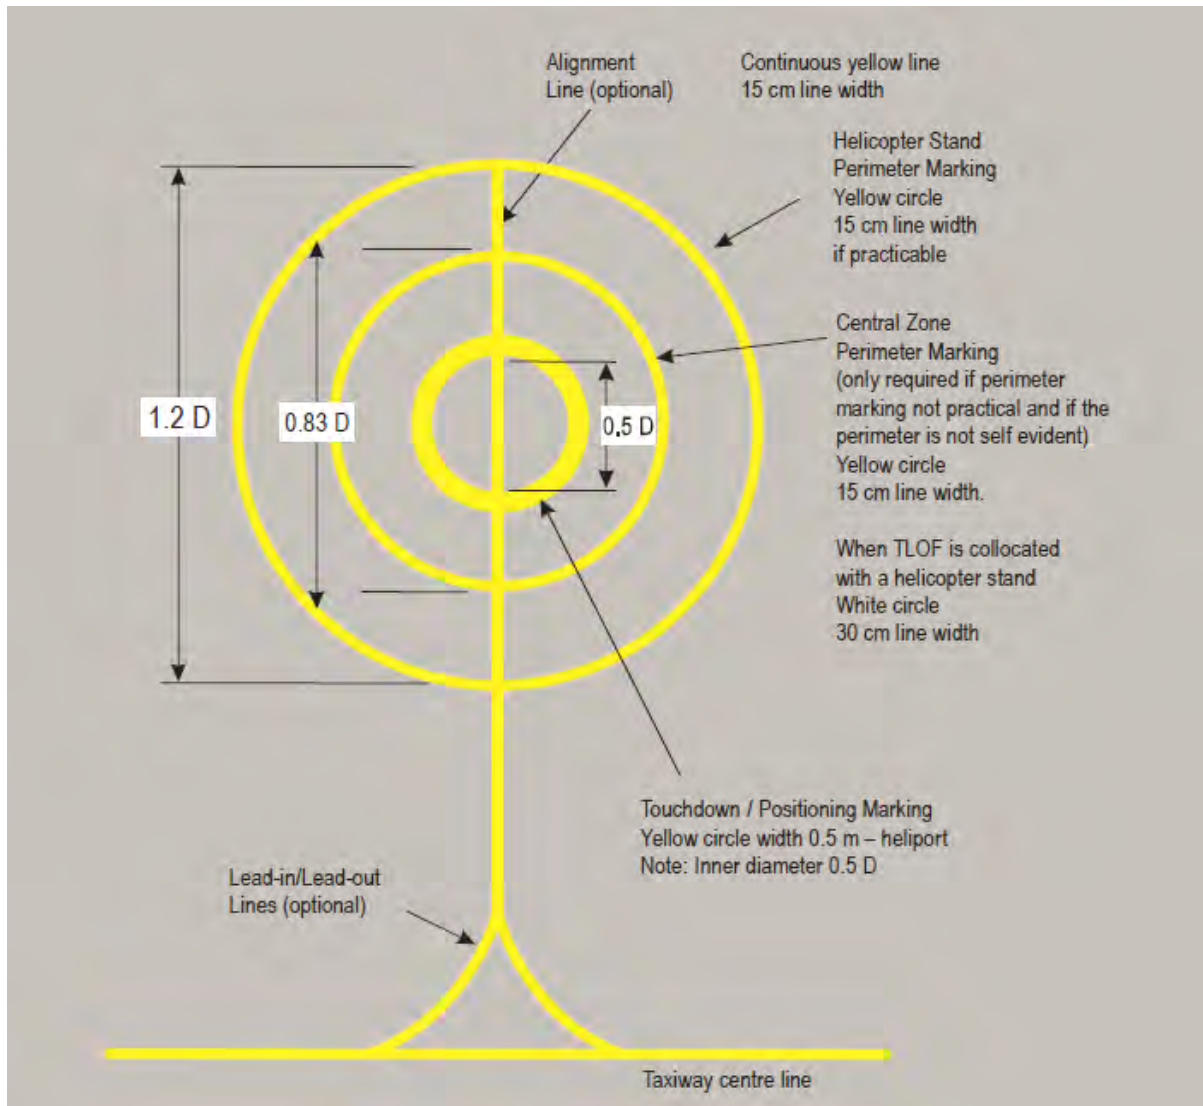 Alignment
Line (optional)
Continuous yellow line
15 cm line width
Helicopter Stand
Perimeter Marking
Yellow circle
15 cm line width
if practicable
Central Zone
Perimeter Marking
(only required if perimeter
marking not practical and if the
perimeter is not self evident)
Yellow circle
15 cm line width.
When TLOF is collocated
with a helicopter stand
White circle
30 cm line width
1.2 D
0.83 D
0.5 D
Touchdown / Positioning Marking
Yellow circle width 0.5 m – heliport
Note: Inner diameter 0.5 D
Lead-in/Lead-out
Lines (optional)
Taxiway centre line